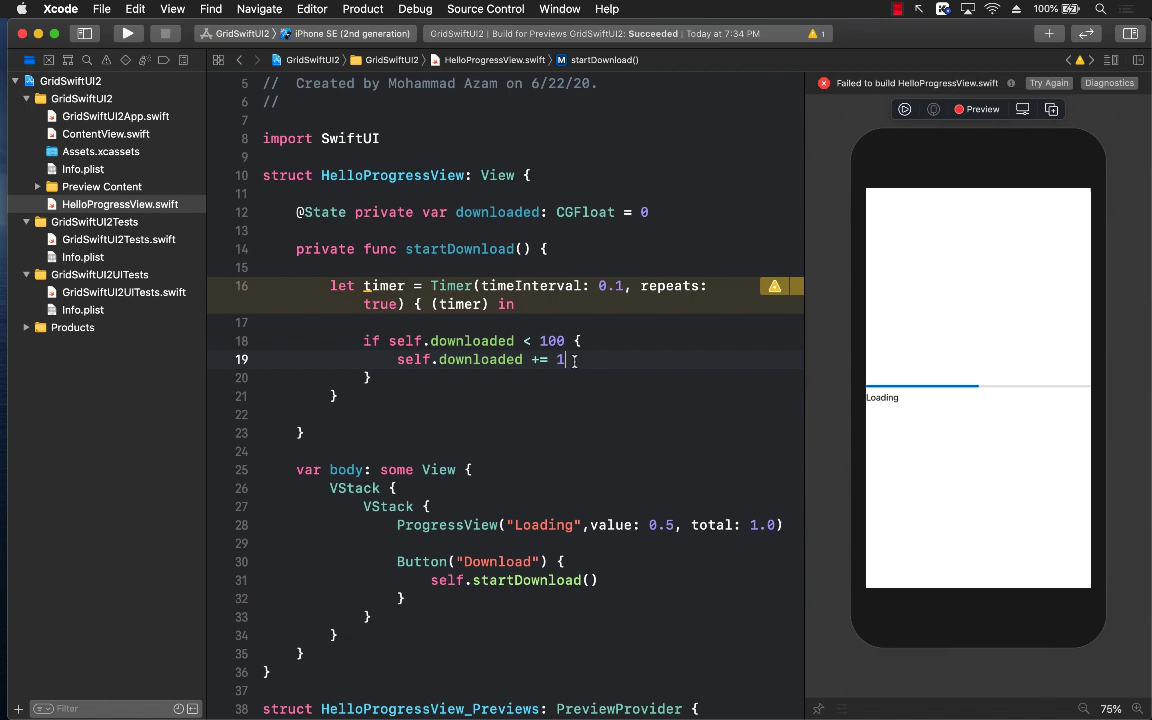 Xcode File Edit View Find Navigate Editor Product Debug Source Control Window Help 100%
GridSwiftUI2 iPhone SE (2nd generation) GridSwiftUI2 | Build for Previews GridSwiftUI2: Succeeded | Today at 7:34 PM 1
GridSwiftUI2 GridSwiftUI2 HelloProgressView.swift M startDownload()
GridSwiftUI2
GridSwiftUI2
GridSwiftUI2App.swift
ContentView.swift
Assets.xcassets
Info.plist
Preview Content
HelloProgressView.swift
GridSwiftUI2Tests
GridSwiftUI2Tests.swift
Info.plist
GridSwiftUI2UITests
GridSwiftUI2UITests.swift
Info.plist
Products
Filter
5 // Created by Mohammad Azam on 6/22/20.
6 //
7
8 import SwiftUI
9
10 struct HelloProgressView: View {
11
12 @State private var downloaded: CGFloat = 0
13
14 private func startDownload() {
15
16 let timer = Timer(timeInterval: 0.1, repeats:
true) { (timer) in
17
18 if self.downloaded < 100 {
19 self.downloaded += 1
20 }
21 }
22
23 }
24
25 var body: some View {
26 VStack {
27 VStack {
28 ProgressView("Loading",value: 0.5, total: 1.0)
29
30 Button("Download") {
31 self.startDownload()
32 }
33 }
34 }
35 }
36 }
37
38 struct HelloProgressView_Previews: PreviewProvider {
Failed to build HelloProgressView.swift Try Again Diagnostics
Preview
Loading
75%